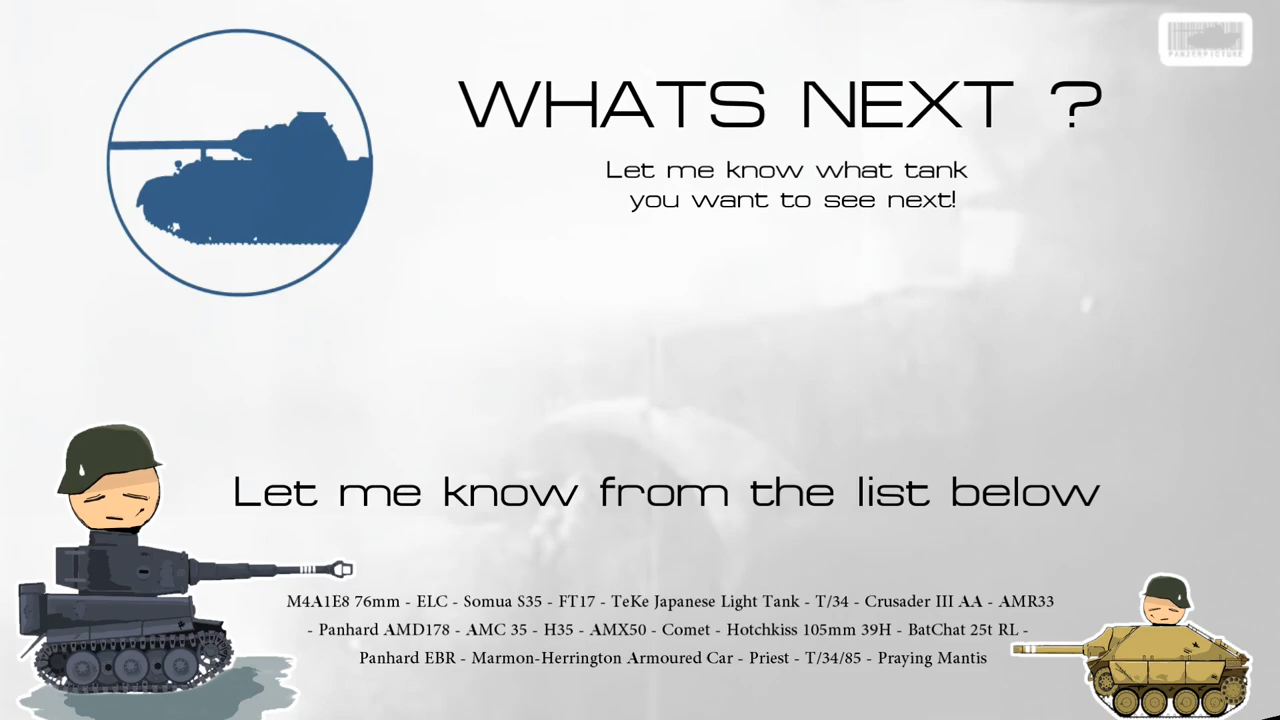 PANZERPICTURE
WHATS NEXT ?
Let me know what tank
you want to see next!
Let me know from the list below
M4A1E8 76mm - ELC - Somua S35 - FT17 - TeKe Japanese Light Tank - T/34 - Crusader III AA - AMR33
- Panhard AMD178 - AMC 35 - H35 - AMX50 - Comet - Hotchkiss 105mm 39H - BatChat 25t RL -
Panhard EBR - Marmon-Herrington Armoured Car - Priest - T/34/85 - Praying Mantis